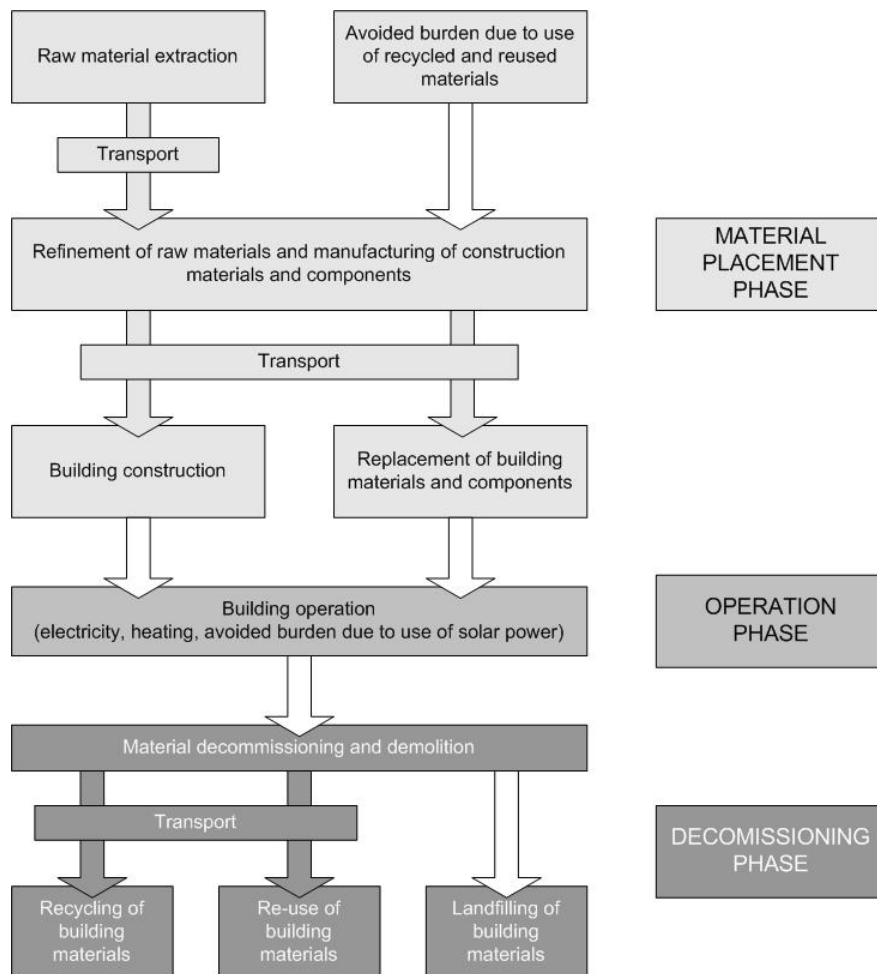 Raw material extraction
Avoided burden due to use
of recycled and reused
materials
Transport
Refinement of raw materials and manufacturing of construction
materials and components
MATERIAL
PLACEMENT
PHASE
Transport
Building construction
Replacement of building
materials and components
Building operation
(electricity, heating, avoided burden due to use of solar power)
OPERATION
PHASE
Material decommissioning and demolition
Transport
DECOMISSIONING
PHASE
Recycling of
building
materials
Re-use of
building
materials
Landfilling of
building
materials